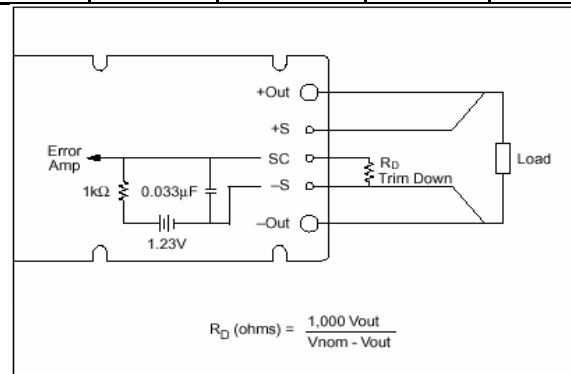 +Out
+S
Error
Amp
SC
RD
Trim Down
Load
1kΩ
0.033µF
–S
–Out
1.23V
RD (ohms) = 1,000 Vout
Vnom - Vout